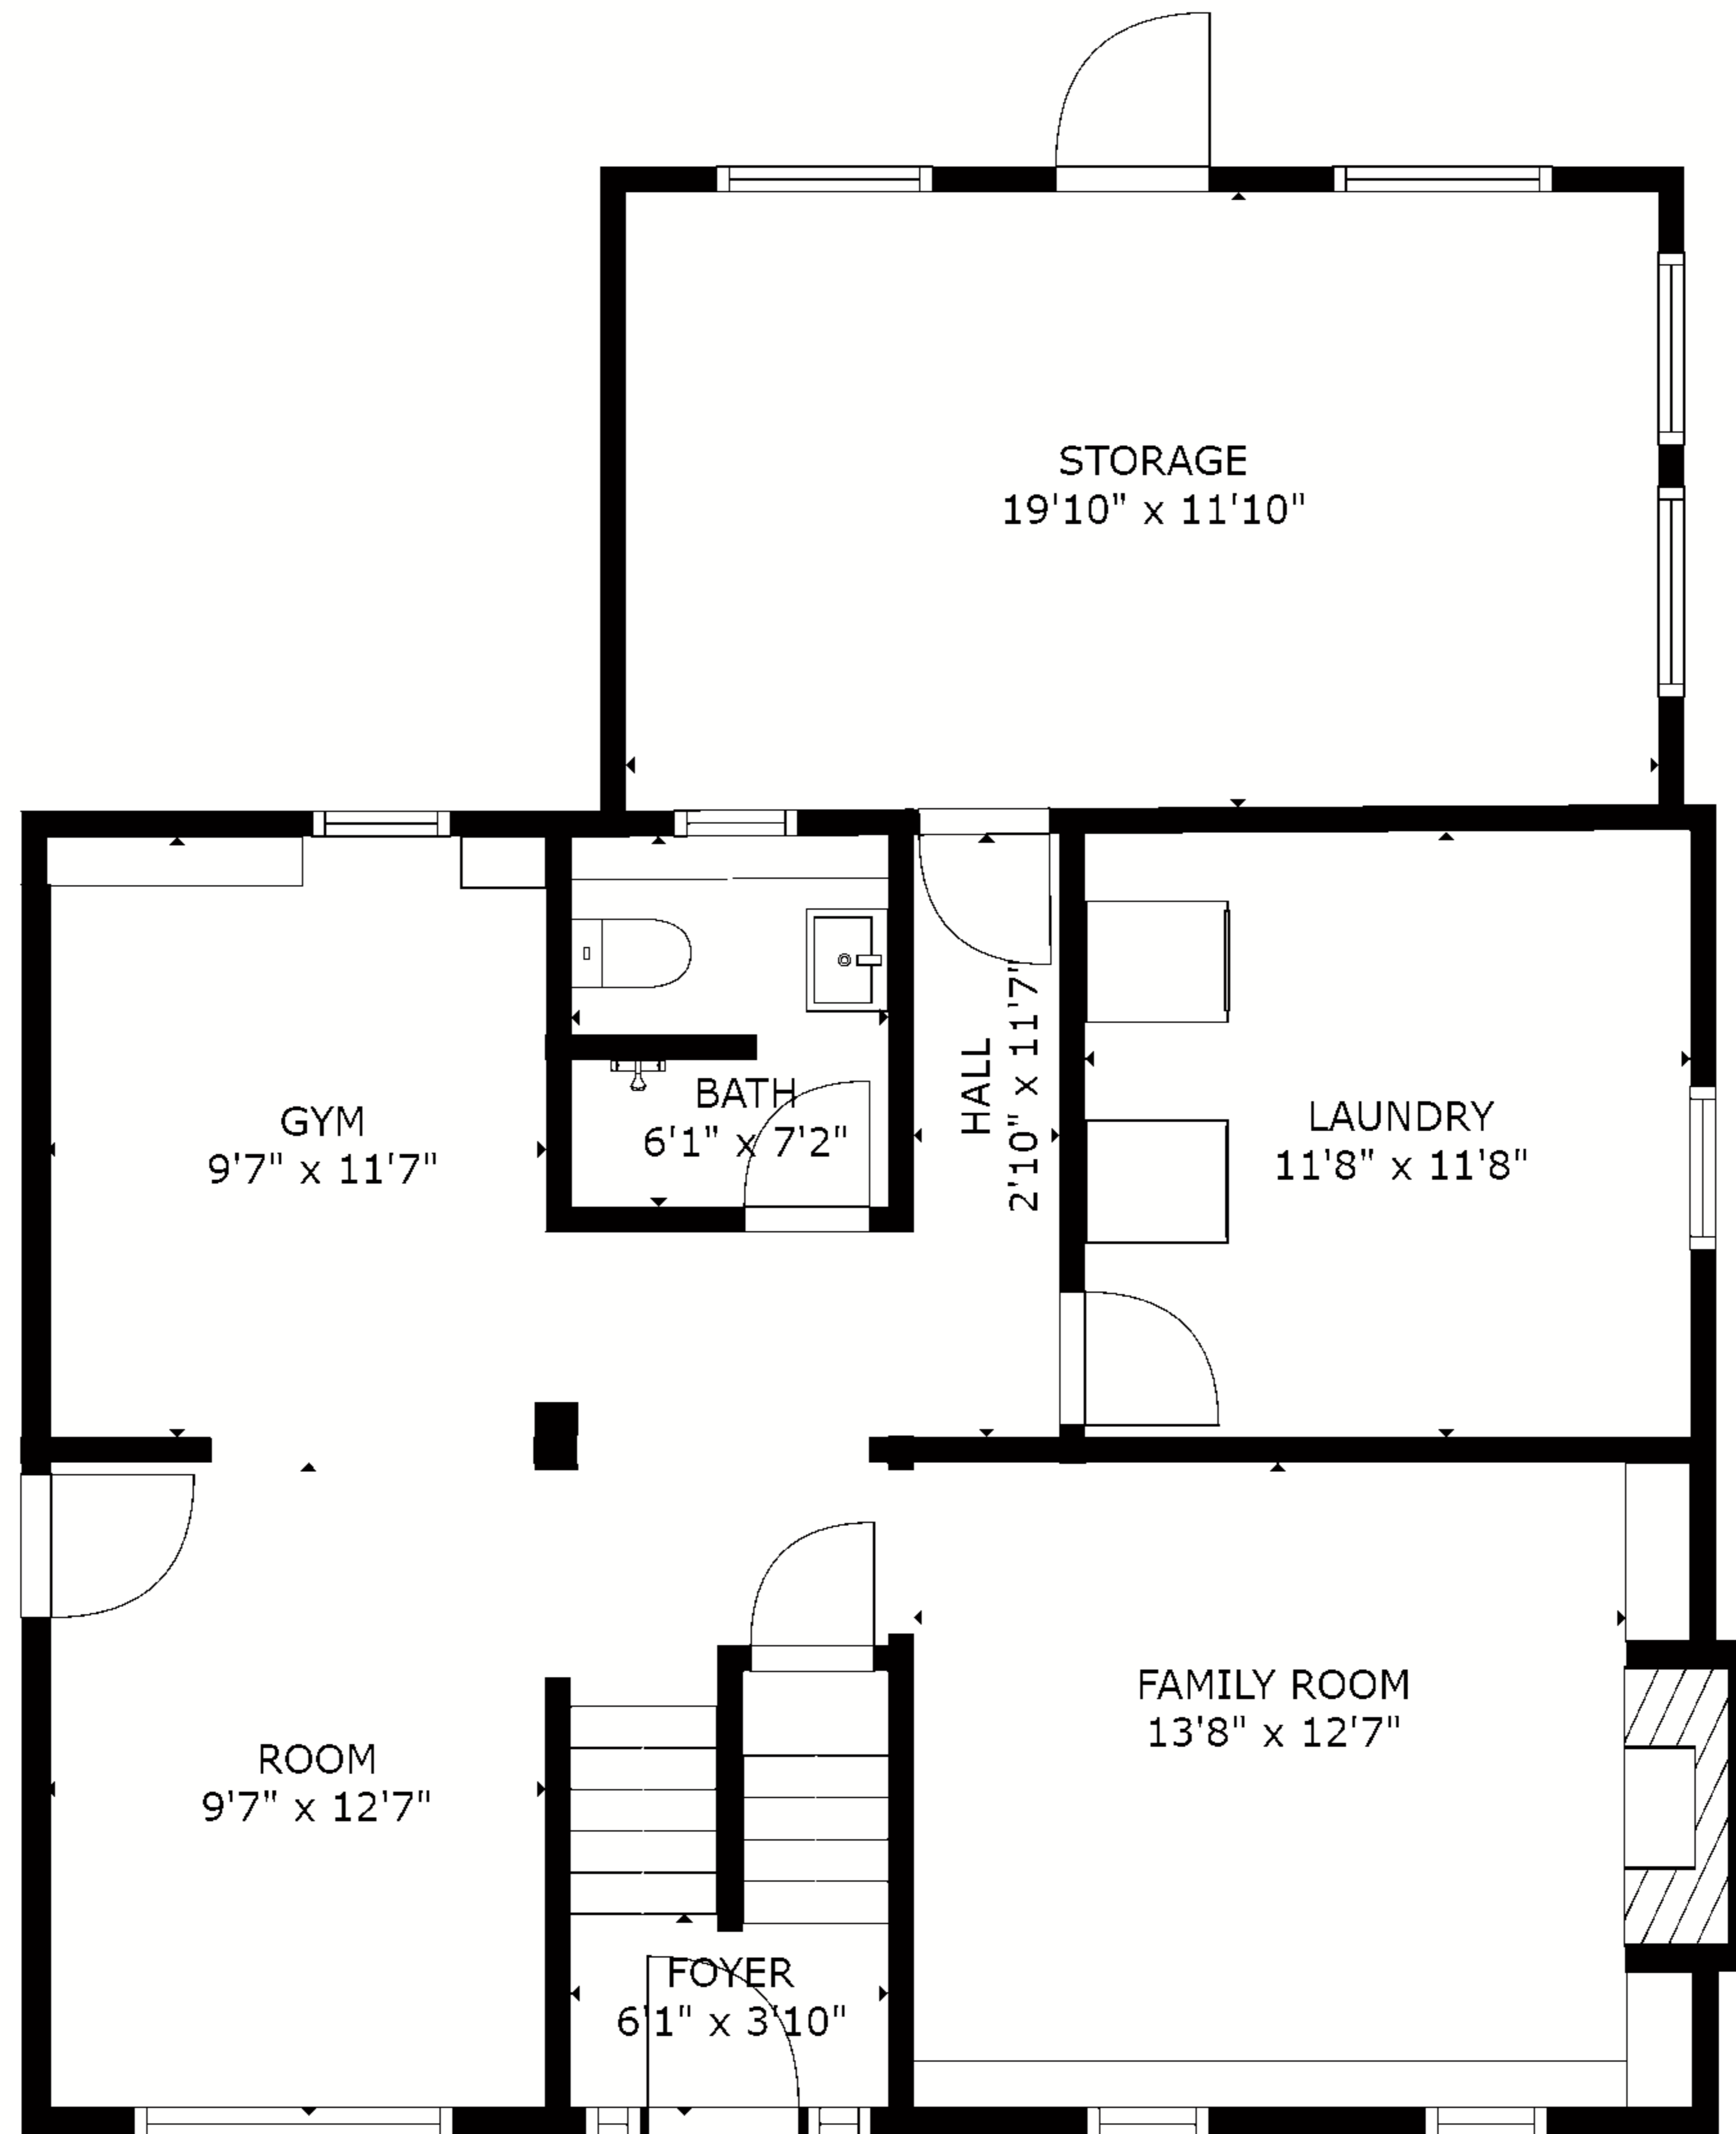 STORAGE
19'10" x 11'10"
GYM
9'7" x 11'7"
BATH
6'1" x 7'2"
HALL
2'10" x 11'7"
LAUNDRY
11'8" x 11'8"
ROOM
9'7" x 12'7"
FAMILY ROOM
13'8" x 12'7"
FOYER
6'1" x 3'10"